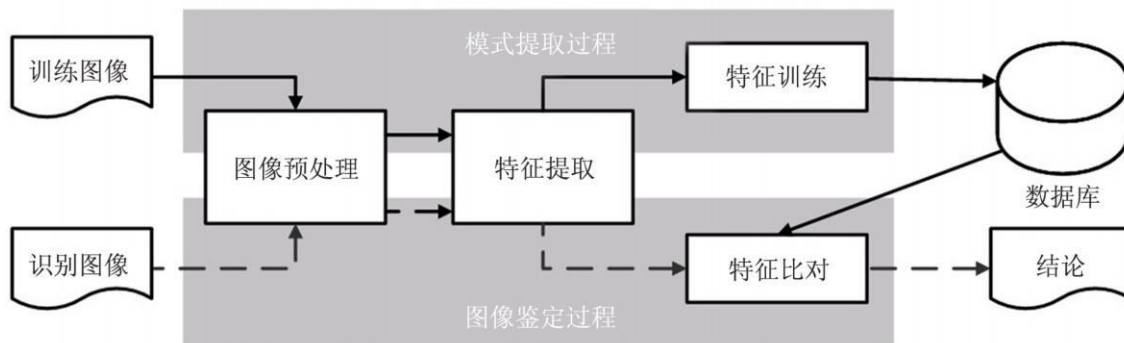 模式提取过程
训练图像
特征训练
图像预处理
特征提取
数据库
识别图像
特征比对
结论
图像鉴定过程